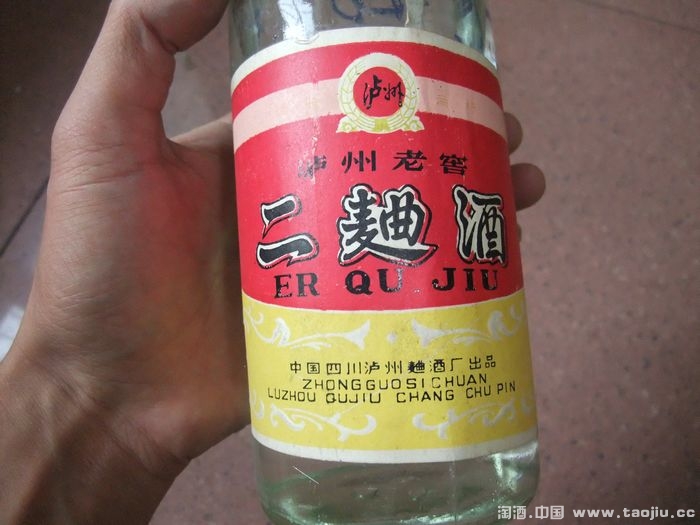 泸州
泸州老窖
二麯酒
ER QU JIU
中国四川泸州麯酒厂出品
ZHONGGUOSICHUAN
LUZHOU QUJIU CHANG CHU PIN
淘酒.中国 www.taojiu.cc